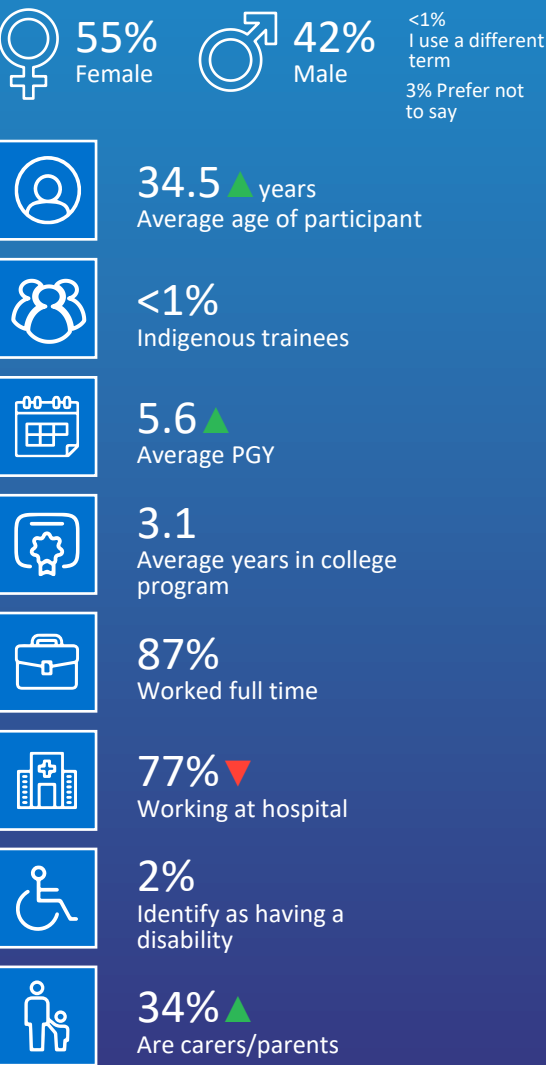 55%
Female
42%
Male
<1%
I use a different
term
3% Prefer not
to say
34.5 years
Average age of participant
<1%
Indigenous trainees
5.6
Average PGY
3.1
Average years in college
program
87%
Worked full time
77%
Working at hospital
2%
Identify as having a
disability
34%
Are carers/parents